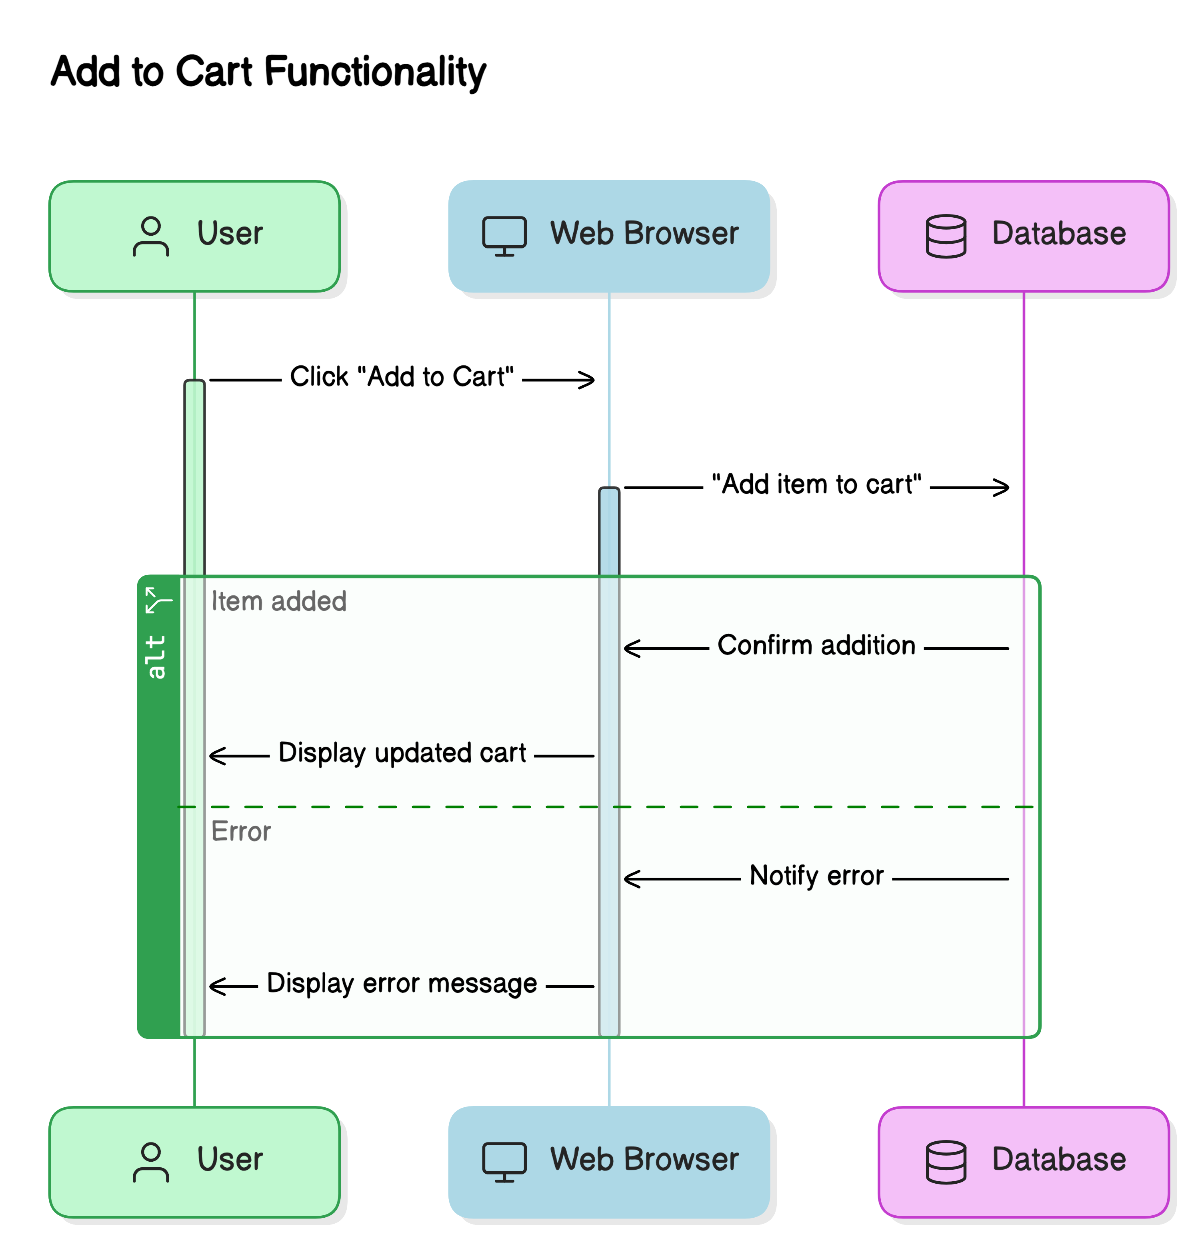 Add to Cart Functionality
User
Web Browser
Database
Click "Add to Cart"
"Add item to cart"
alt
Item added
Confirm addition
Display updated cart
Error
Notify error
Display error message
User
Web Browser
Database